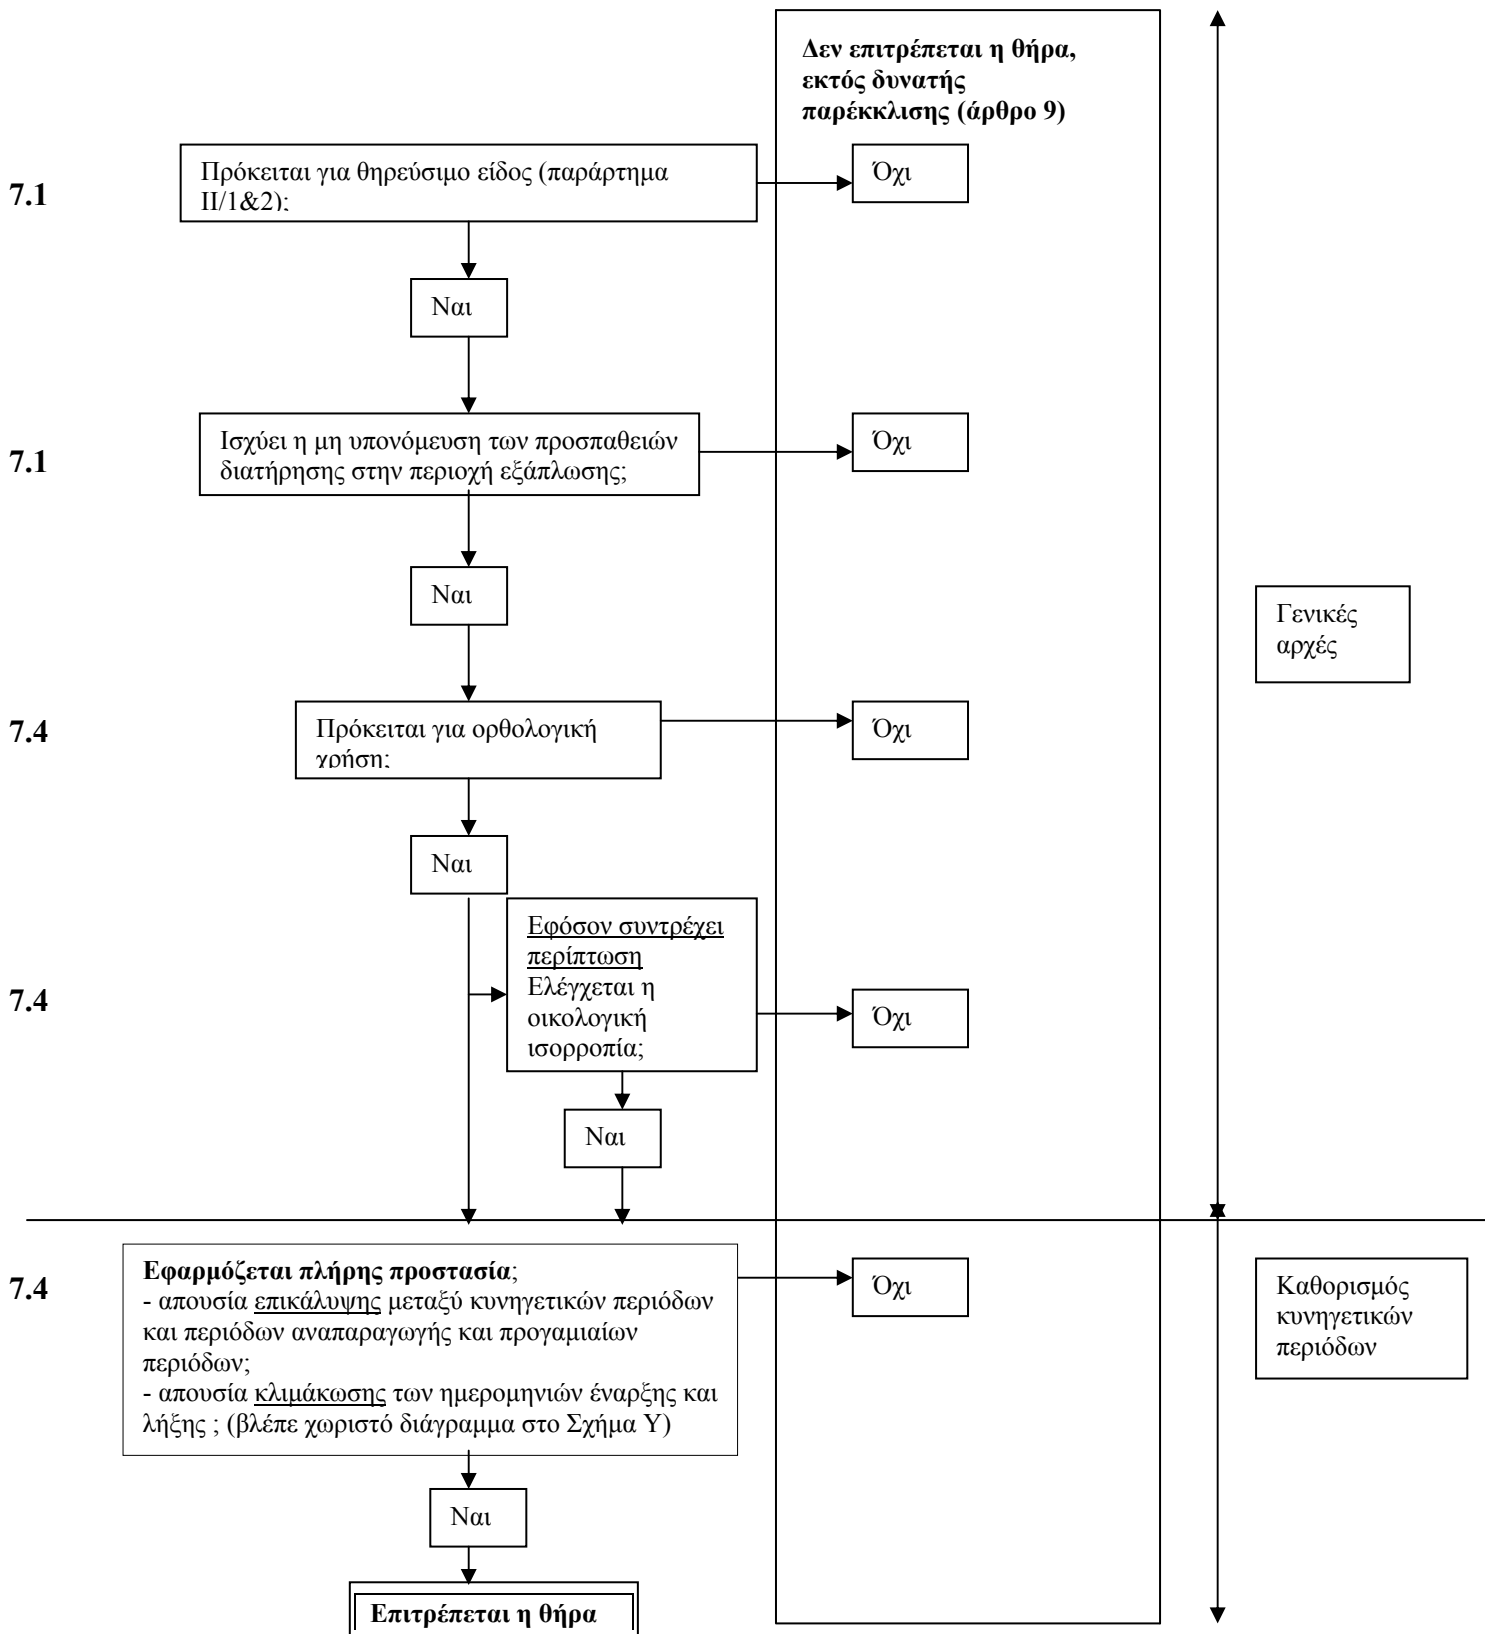 Δεν επιτρέπεται η θήρα,
εκτός δυνατής
παρέκκλισης (άρθρο 9)
7.1
Πρόκειται για θηρεύσιμο είδος (παράρτημα
ΙΙ/1&2);
Όχι
Ναι
7.1
Ισχύει η μη υπονόμευση των προσπαθειών
διατήρησης στην περιοχή εξάπλωσης;
Όχι
Ναι
Γενικές
αρχές
7.4
Πρόκειται για ορθολογική
χρήση;
Όχι
Ναι
7.4
Εφόσον συντρέχει
περίπτωση
Ελέγχεται η
οικολογική
ισορροπία;
Όχι
Ναι
7.4
Εφαρμόζεται πλήρης προστασία;
- απουσία επικάλυψης μεταξύ κυνηγετικών περιόδων
και περιόδων αναπαραγωγής και προγαμιαίων
περιόδων;
- απουσία κλιμάκωσης των ημερομηνιών έναρξης και
λήξης ; (βλέπε χωριστό διάγραμμα στο Σχήμα Υ)
Όχι
Καθορισμός
κυνηγετικών
περιόδων
Ναι
Επιτρέπεται η θήρα